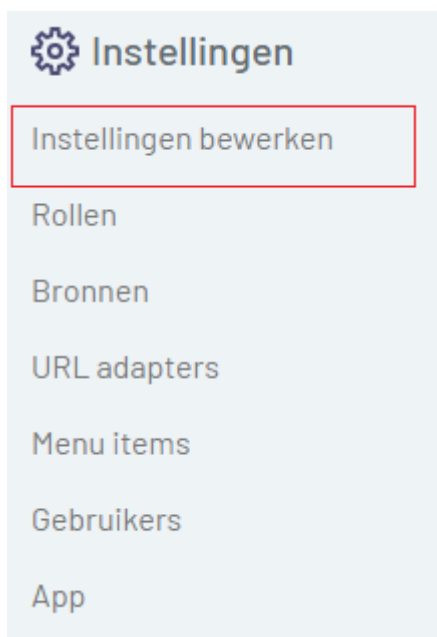 Instellingen
Instellingen bewerken
Rollen
Bronnen
URL adapters
Menu items
Gebruikers
App